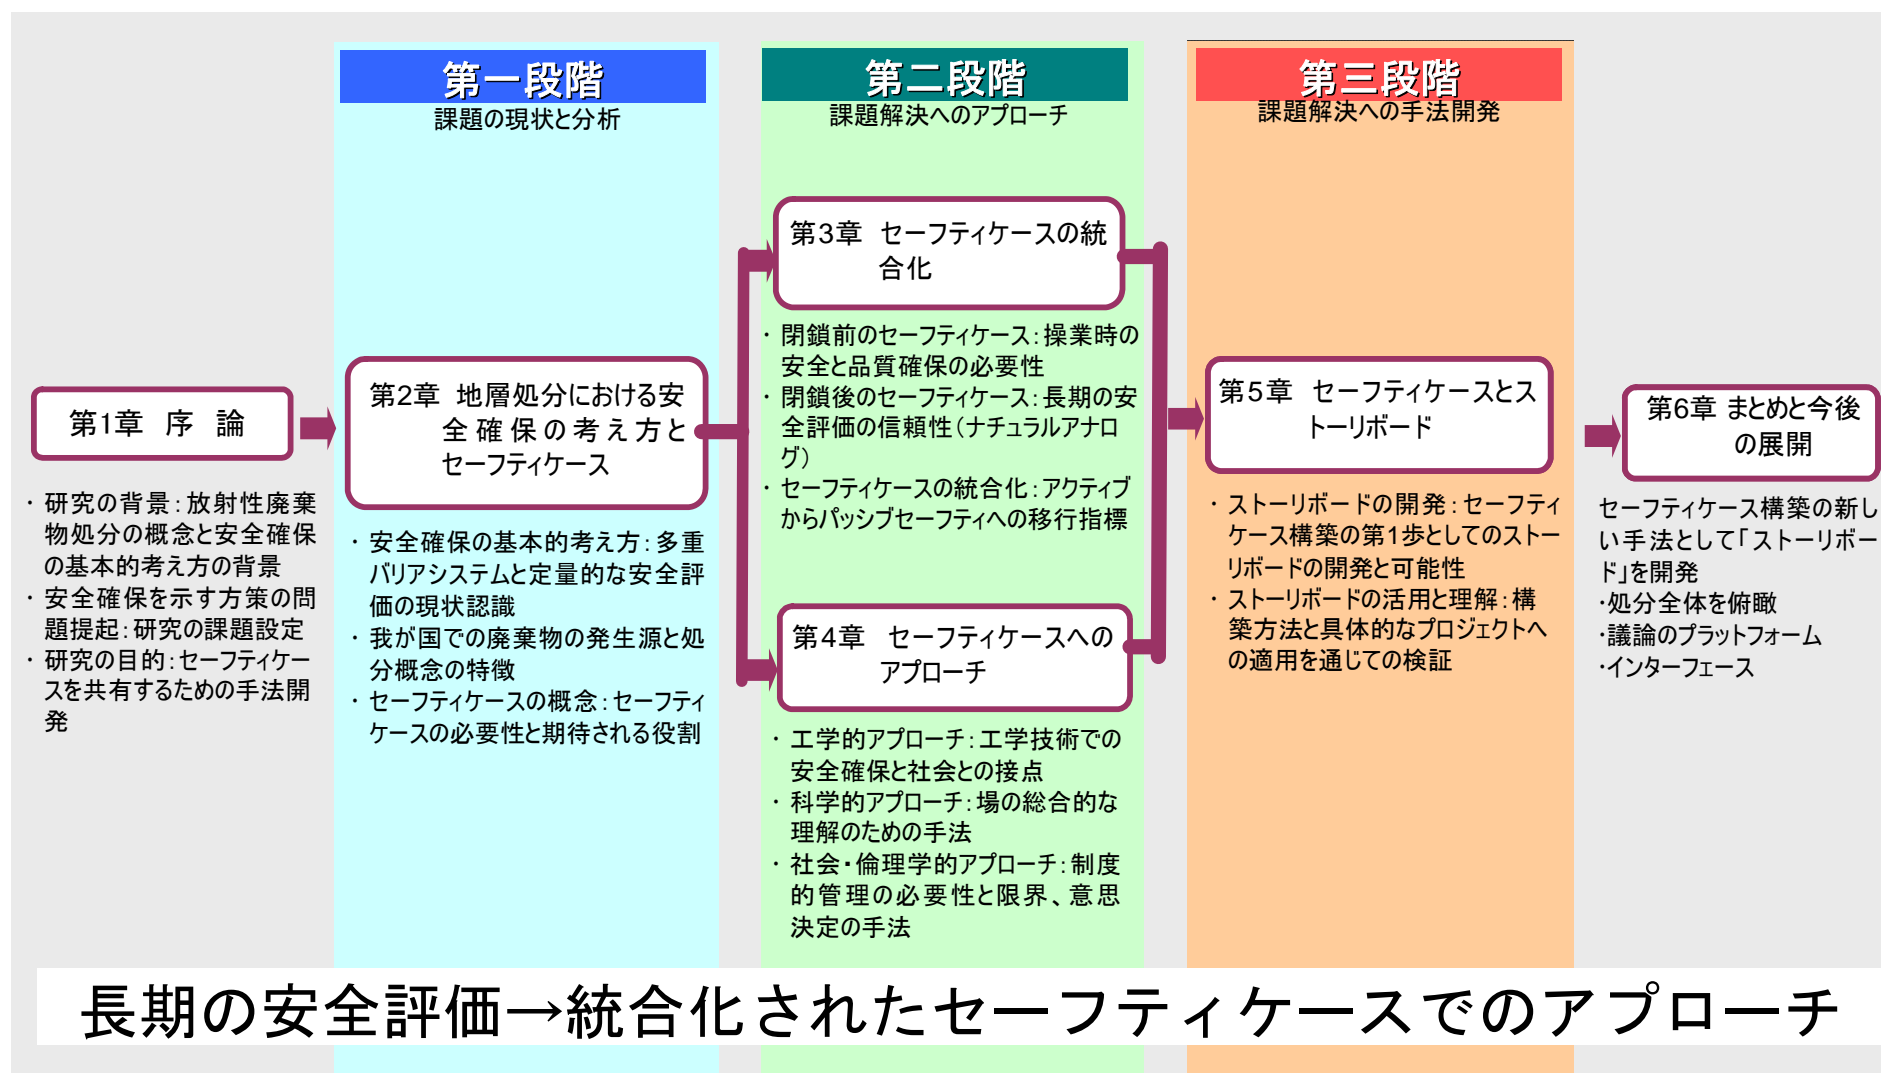 第一段階
課題の現状と分析
第二段階
課題解決へのアプローチ
第三段階
課題解決への手法開発
第1章 序 論
・ 研究の背景：放射性廃棄
物処分の概念と安全確保
の基本的考え方の背景
・ 安全確保を示す方策の問
題提起：研究の課題設定
・ 研究の目的：セーフティケー
スを共有するための手法開
発
第2章 地層処分における安
全確保の考え方と
セーフティケース
・ 安全確保の基本的考え方：多重
バリアシステムと定量的な安全評
価の現状認識
・ 我が国での廃棄物の発生源と処
分概念の特徴
・ セーフティケースの概念：セーフティ
ケースの必要性と期待される役割
第3章 セーフティケースの統
合化
・ 閉鎖前のセーフティケース：操業時の
安全と品質確保の必要性
・ 閉鎖後のセーフティケース：長期の安
全評価の信頼性（ナチュラルアナロ
グ）
・ セーフティケースの統合化：アクティブ
からパッシブセーフティへの移行指標
第4章 セーフティケースへの
アプローチ
・ 工学的アプローチ：工学技術での
安全確保と社会との接点
・ 科学的アプローチ：場の総合的な
理解のための手法
・ 社会・倫理学的アプローチ：制度
的管理の必要性と限界、意思
決定の手法
第5章 セーフティケースとス
トーリボード
・ ストーリボードの開発：セーフティ
ケース構築の第1歩としてのストー
リボードの開発と可能性
・ ストーリボードの活用と理解：構
築方法と具体的なプロジェクトへ
の適用を通じての検証
第6章 まとめと今後
の展開
セーフティケース構築の新し
い手法として「ストーリボー
ド」を開発
・処分全体を俯瞰
・議論のプラットフォーム
・インターフェース
長期の安全評価→統合化されたセーフティケースでのアプローチ